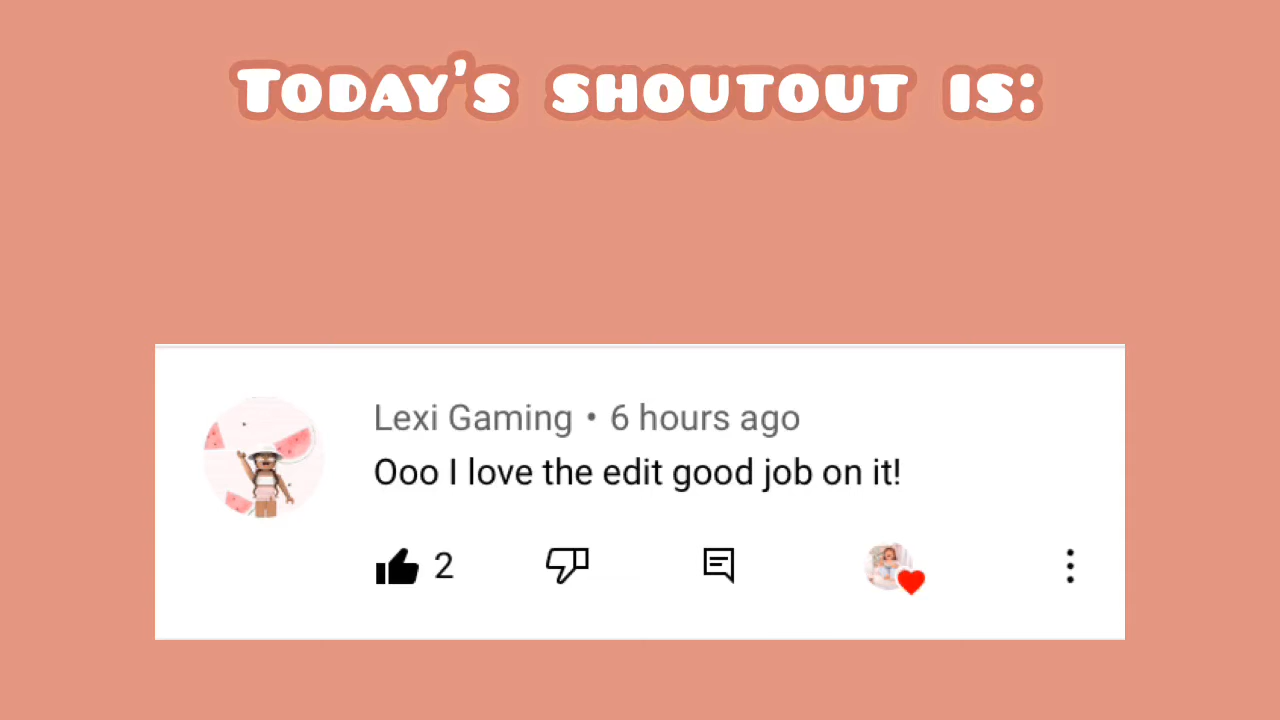 Today's shoutout is:
Lexi Gaming • 6 hours ago
Ooo I love the edit good job on it!
2